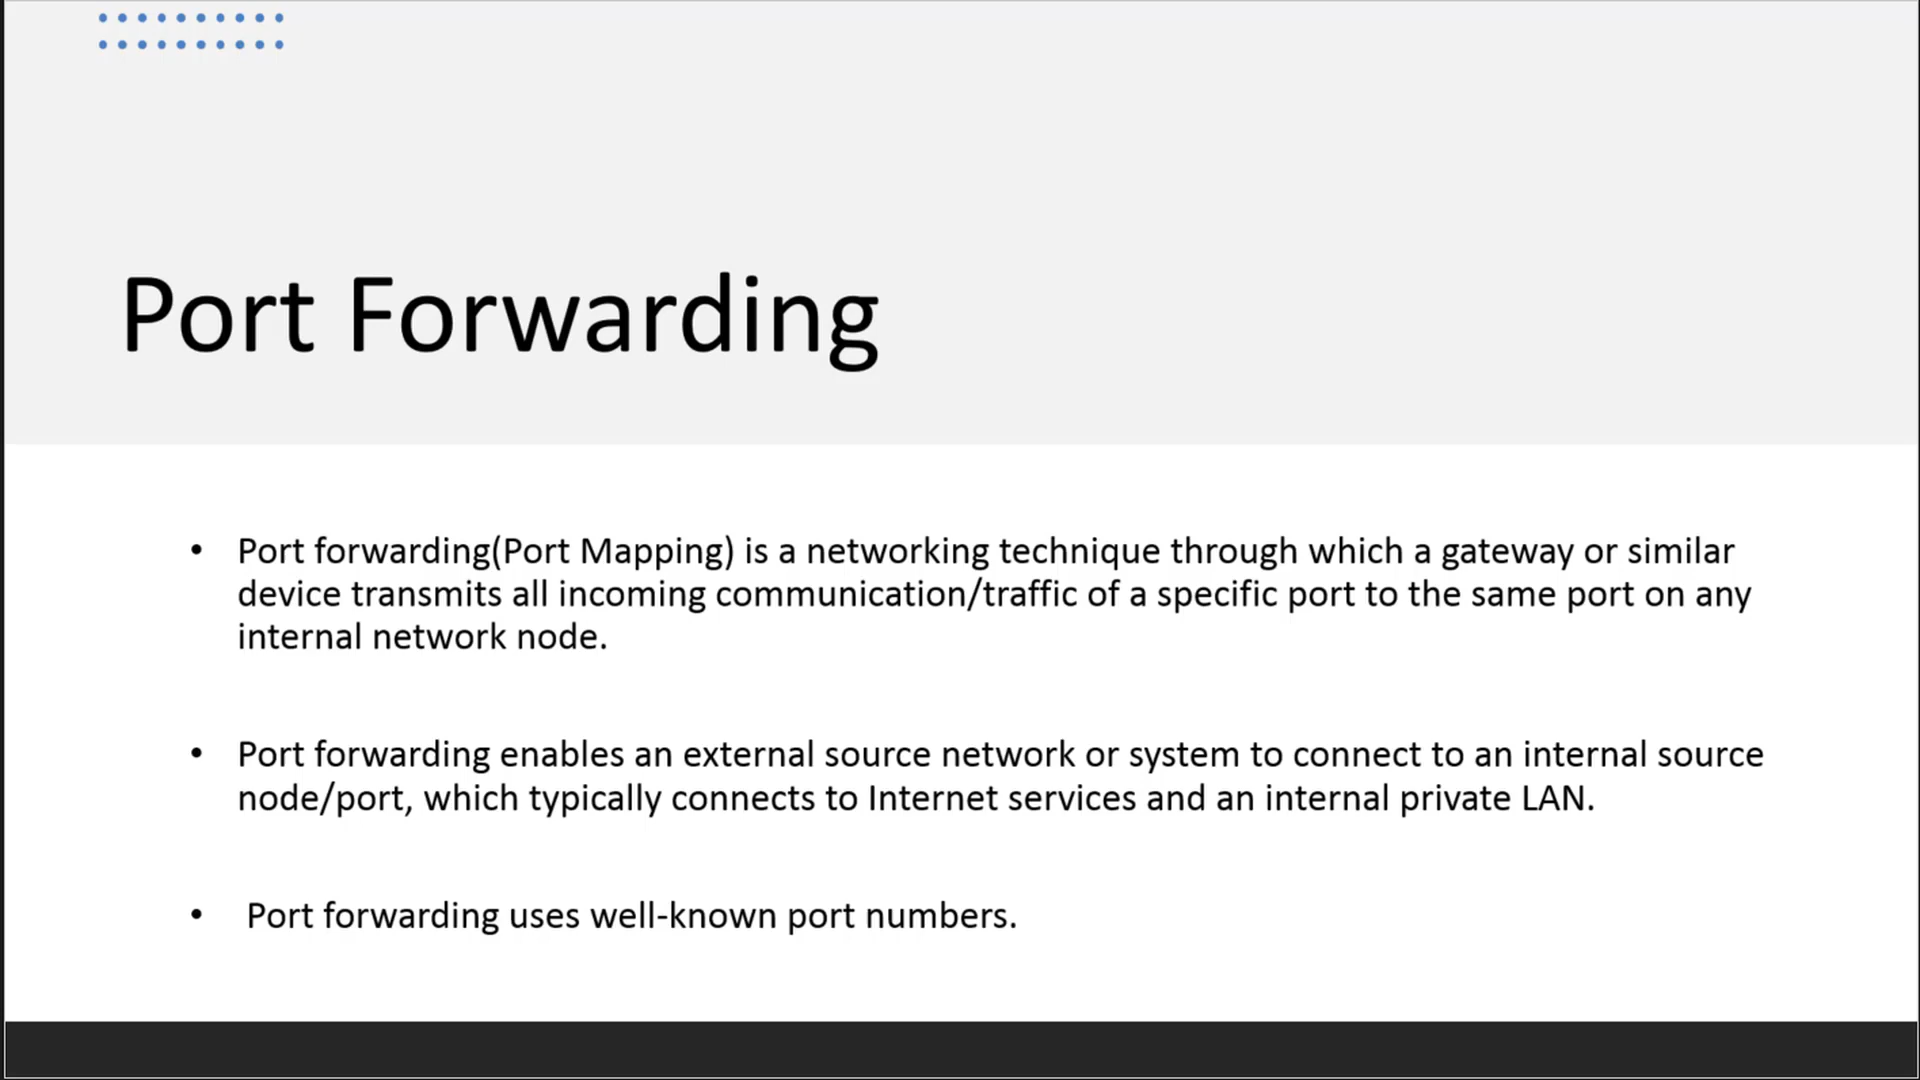 Port Forwarding
• Port forwarding(Port Mapping) is a networking technique through which a gateway or similar
device transmits all incoming communication/traffic of a specific port to the same port on any
internal network node.
• Port forwarding enables an external source network or system to connect to an internal source
node/port, which typically connects to Internet services and an internal private LAN.
• Port forwarding uses well-known port numbers.